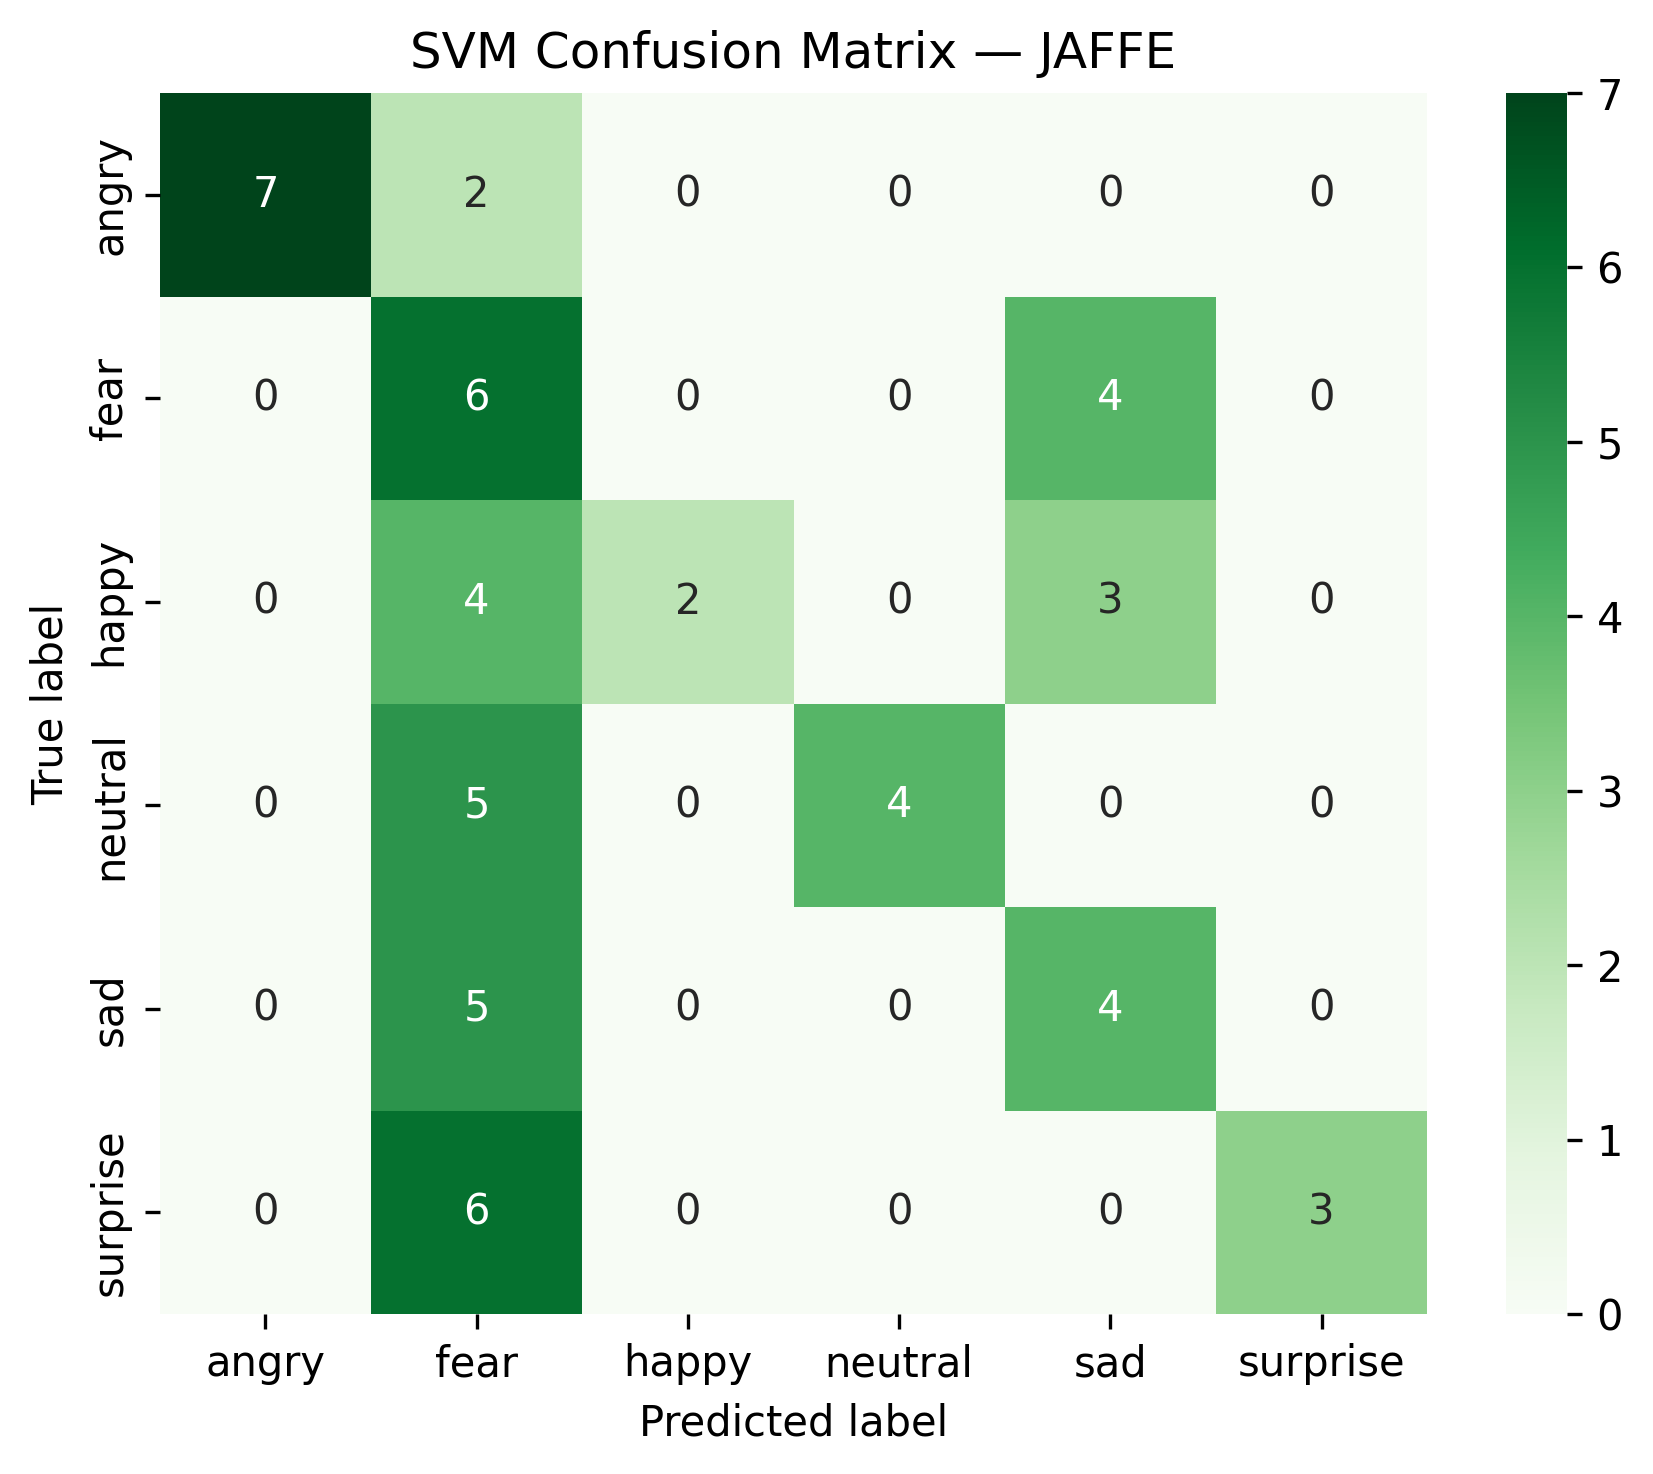 SVM Confusion Matrix — JAFFE
True label
angry 7 2 0 0 0 0
fear 0 6 0 0 4 0
happy 0 4 2 0 3 0
neutral 0 5 0 4 0 0
sad 0 5 0 0 4 0
surprise 0 6 0 0 0 3
angry fear happy neutral sad surprise
Predicted label
7
6
5
4
3
2
1
0